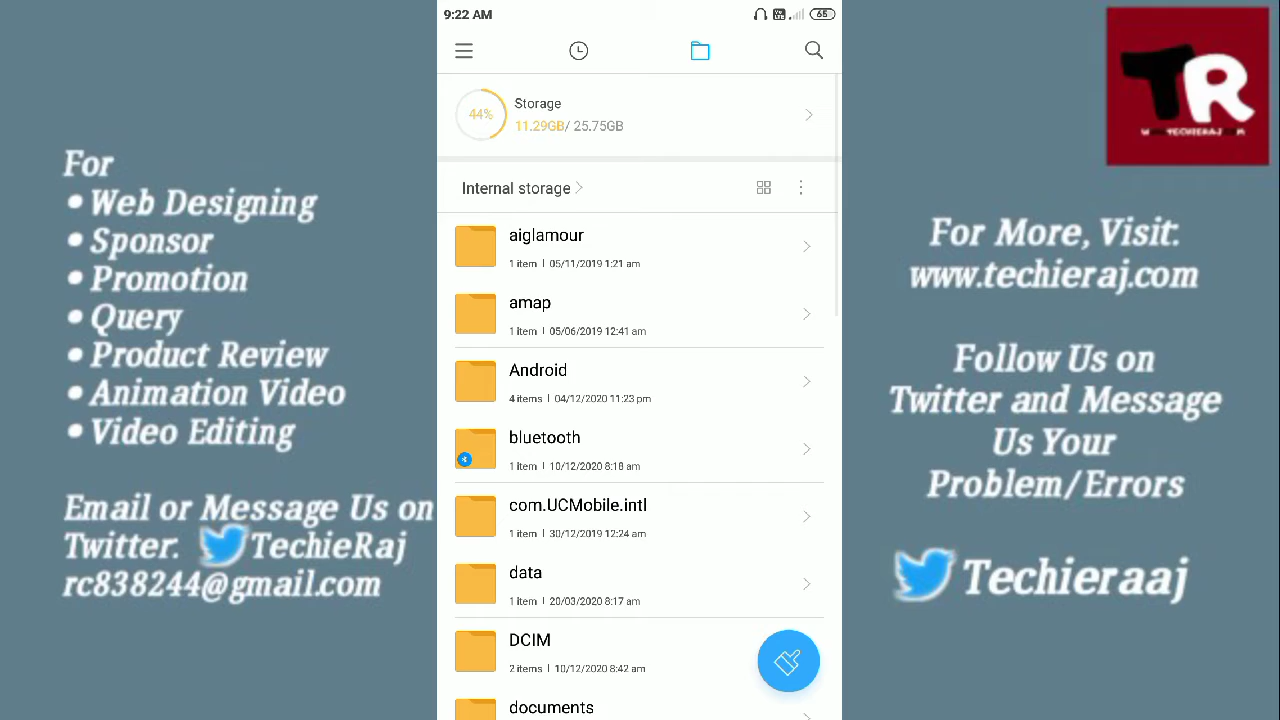 For
• Web Designing
• Sponsor
• Promotion
• Query
• Product Review
• Animation Video
• Video Editing
Email or Message Us on
Twitter. TechieRaj
rc838244@gmail.com
9:22 AM
65
44%
Storage
11.29GB/ 25.75GB
Internal storage
aiglamour
1 item | 05/11/2019 1:21 am
amap
1 item | 05/06/2019 12:41 am
Android
4 items | 04/12/2020 11:23 pm
bluetooth
1 item | 10/12/2020 8:18 am
com.UCMobile.intl
1 item | 30/12/2019 12:24 am
data
1 item | 20/03/2020 8:17 am
DCIM
2 items | 10/12/2020 8:42 am
documents
TR
For More, Visit:
www.techieraj.com
Follow Us on
Twitter and Message
Us Your
Problem/Errors
Techieraaj